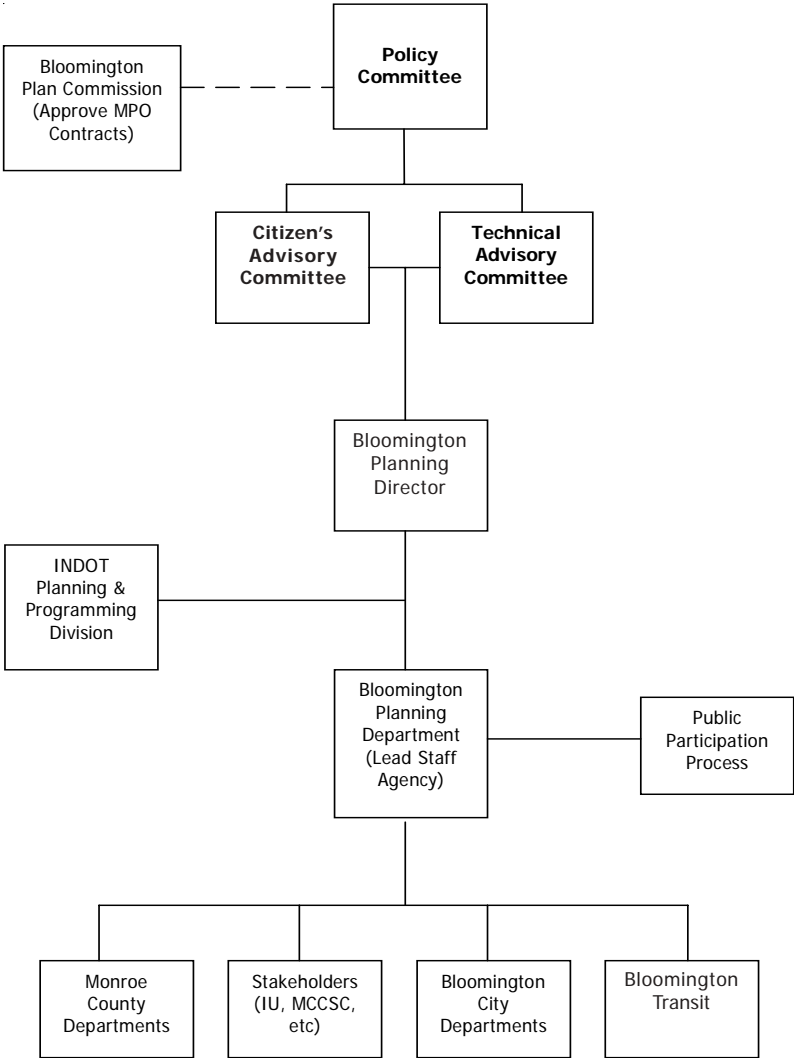 Policy
Committee
Bloomington
Plan Commission
(Approve MPO
Contracts)
Citizen's
Advisory
Committee
Technical
Advisory
Committee
Bloomington
Planning
Director
INDOT
Planning &
Programming
Division
Bloomington
Planning
Department
(Lead Staff
Agency)
Public
Participation
Process
Monroe
County
Departments
Stakeholders
(IU, MCCSC,
etc)
Bloomington
City
Departments
Bloomington
Transit